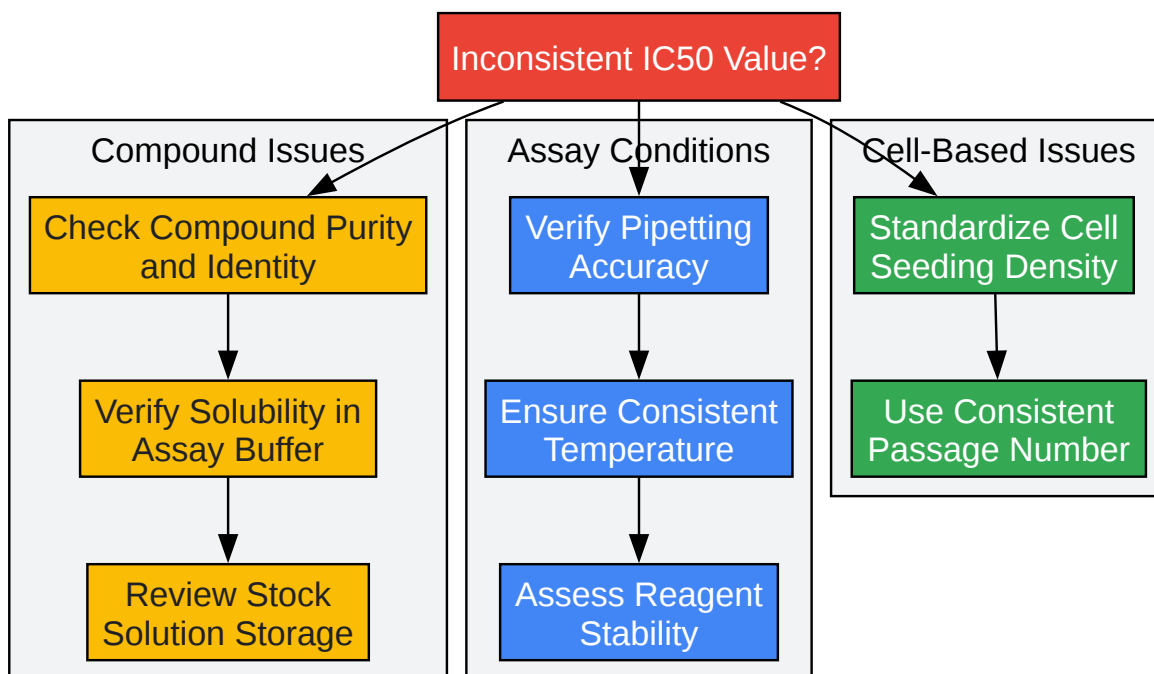 Inconsistent IC50 Value?
Compound Issues
Check Compound Purity
and Identity
Verify Solubility in
Assay Buffer
Review Stock
Solution Storage
Assay Conditions
Verify Pipetting
Accuracy
Ensure Consistent
Temperature
Assess Reagent
Stability
Cell-Based Issues
Standardize Cell
Seeding Density
Use Consistent
Passage Number